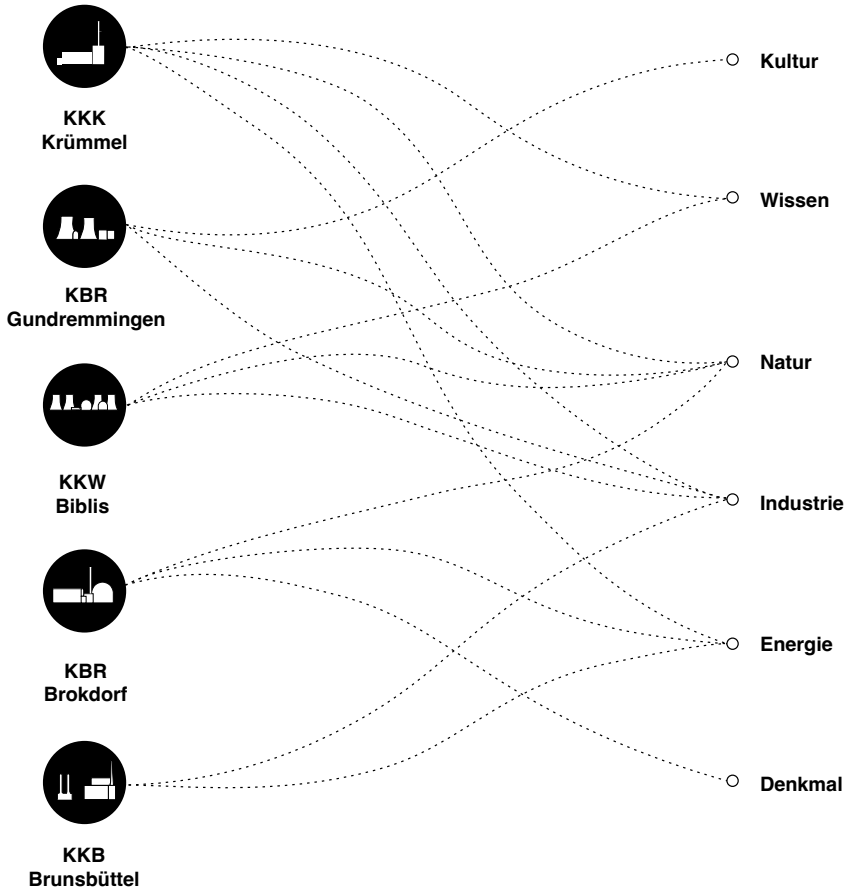 KKK
Krümmel
KBR
Gundremmingen
KKW
Biblis
KBR
Brokdorf
KKB
Brunsbüttel
Kultur
Wissen
Natur
Industrie
Energie
Denkmal